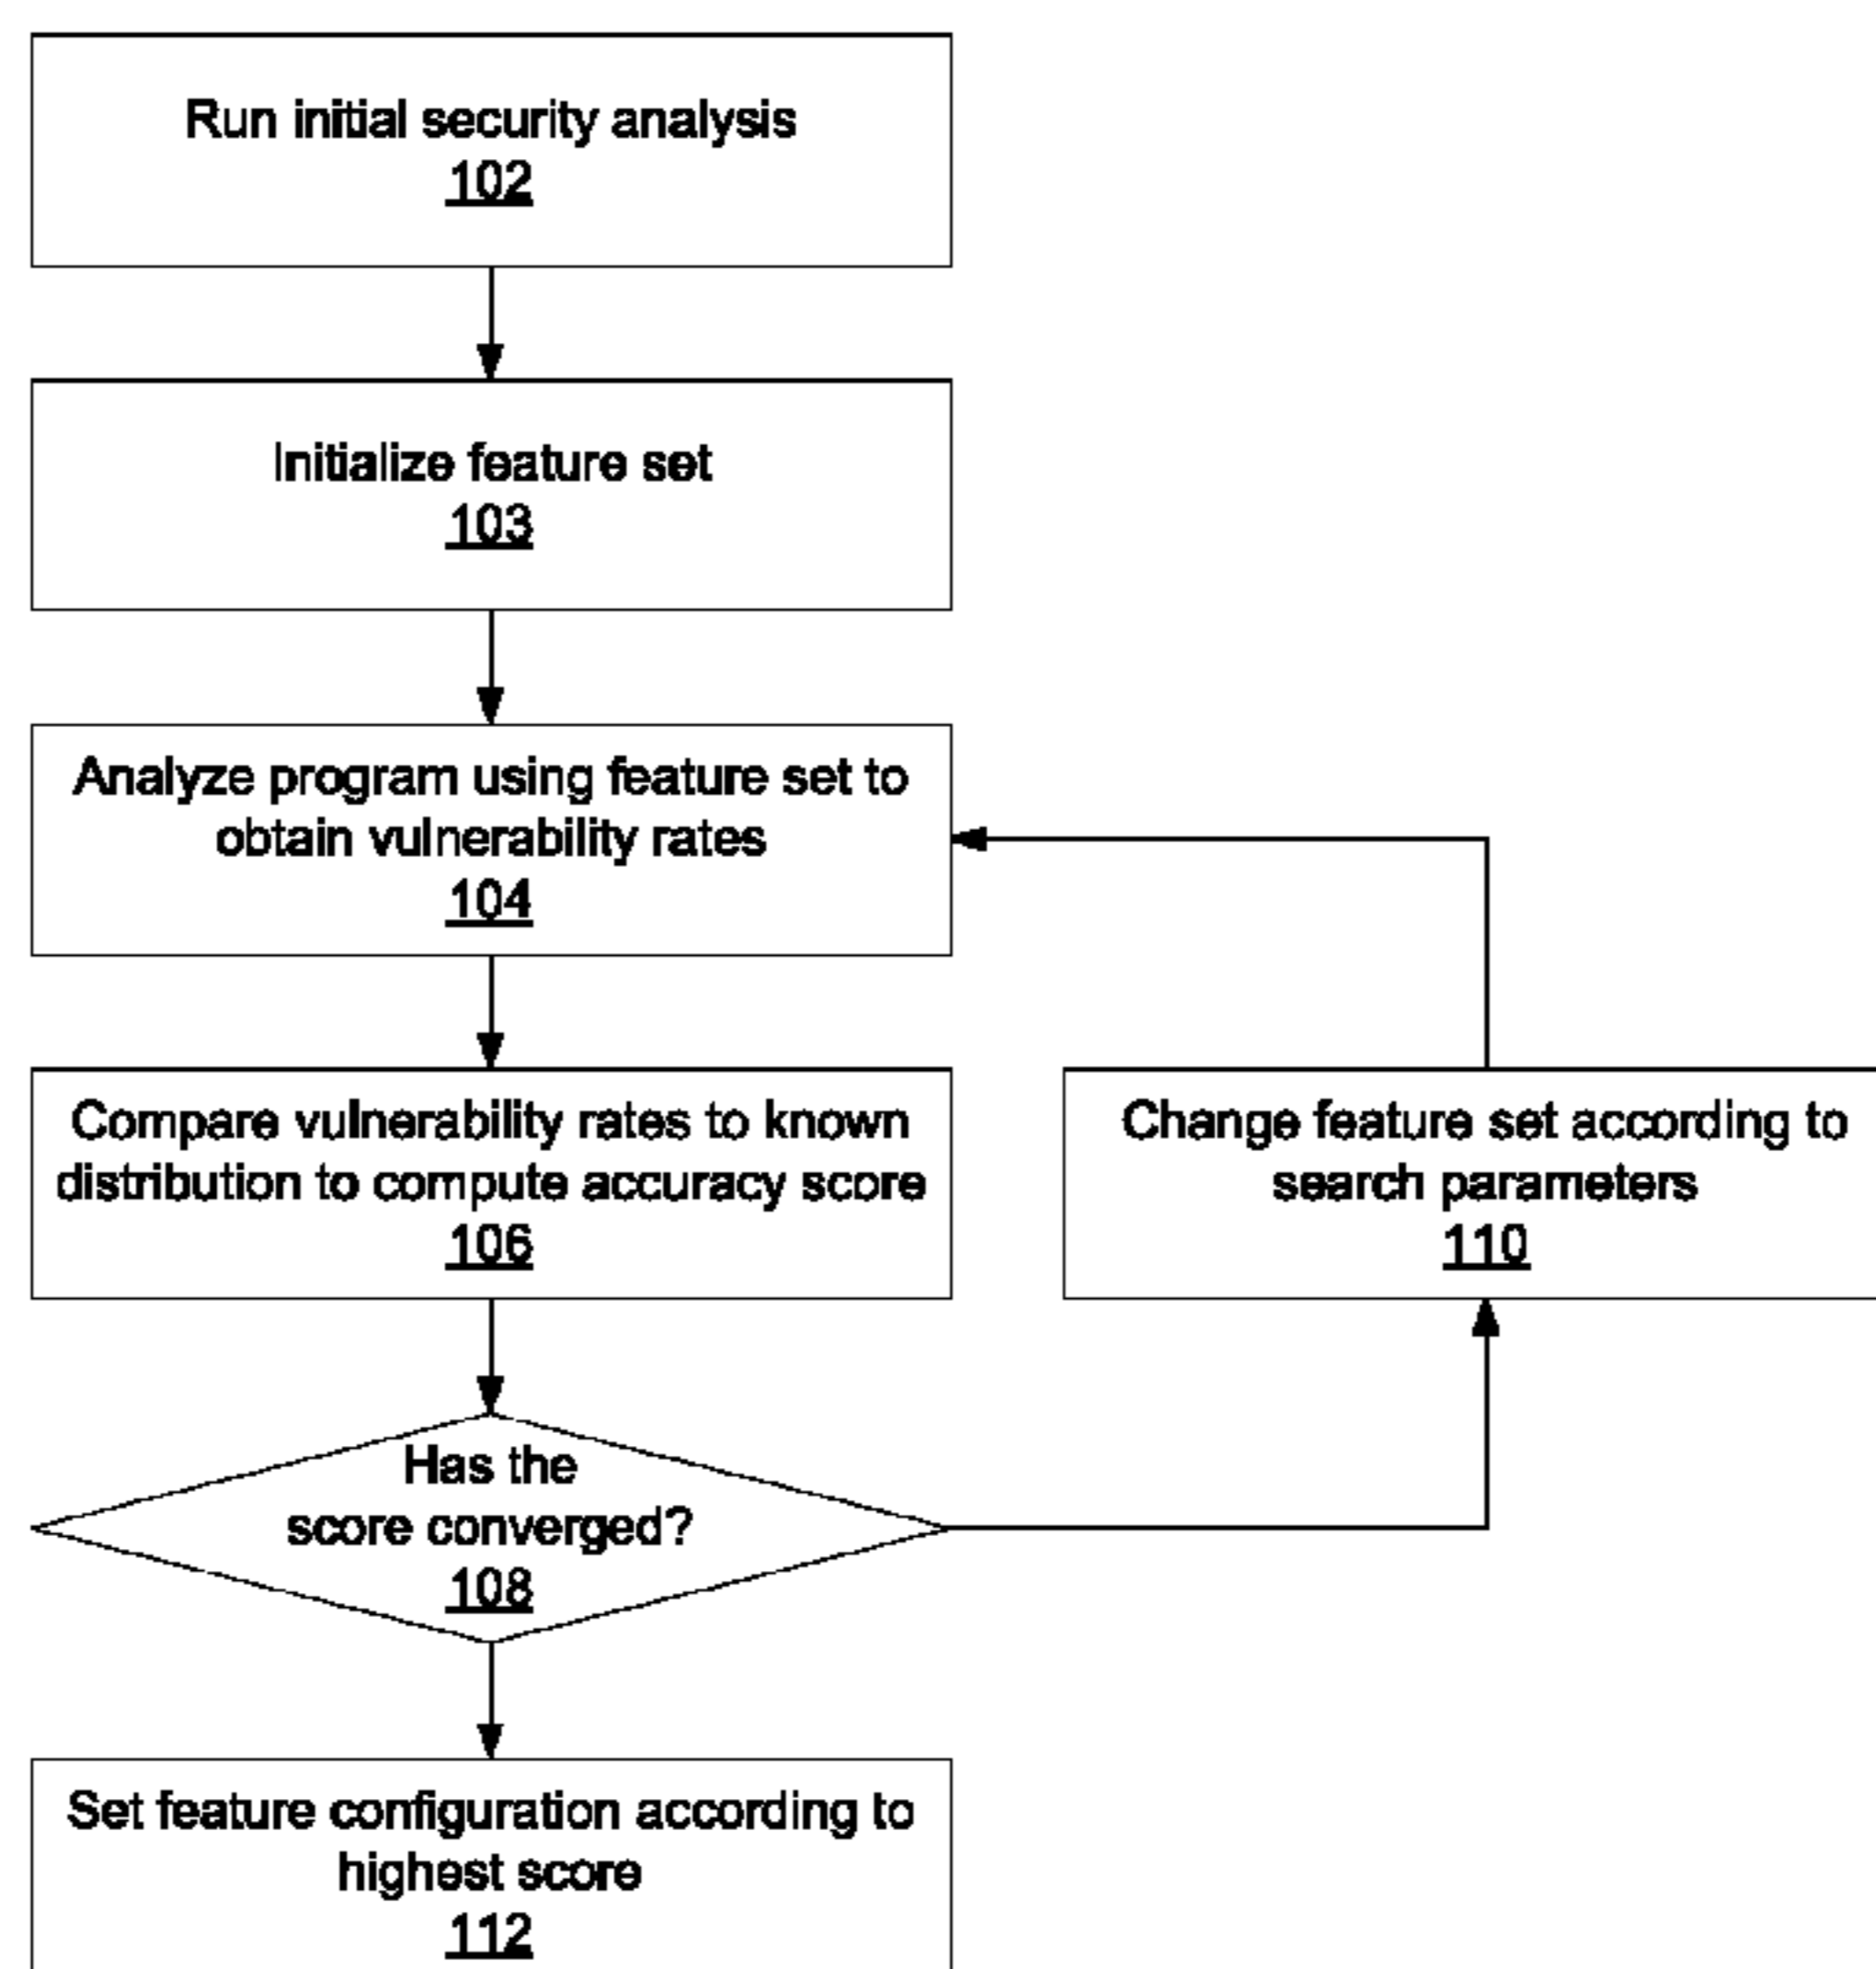 Run initial security analysis
102
Initialize feature set
103
Analyze program using feature set to
obtain vulnerability rates
104
Compare vulnerability rates to known
distribution to compute accuracy score
106
Change feature set according to
search parameters
110
Has the
score converged?
108
Set feature configuration according to
highest score
112